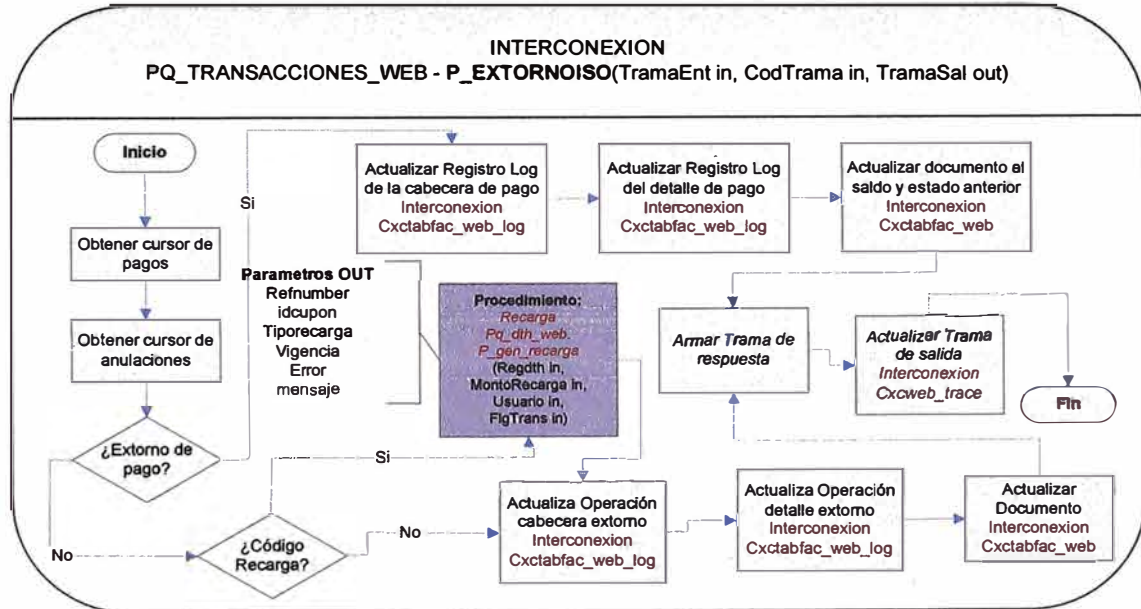 INTERCONEXION
PQ_TRANSACCIONES_WEB - P_EXTORNOISO(TramaEnt in, CodTrama in, TramaSal out)
Inicio
Obtener cursor de
pagos
Obtener cursor de
anulaciones
¿Extorno de
pago?
Si
No
Actualizar Registro Log
de la cabecera de pago
Interconexion
Cxctabfac_web_log
Actualizar Registro Log
del detalle de pago
Interconexion
Cxctabfac_web_log
Actualizar documento el
saldo y estado anterior
Interconexion
Cxctabfac_web
Parametros OUT
Refnumber
idcupon
Tiporecarga
Vigencia
Error
mensaje
Procedimiento:
Recarga
Pq_dth_web.
P_gen_recarga
(Regdth in,
MontoRecarga in,
Usuario in,
FlgTrans in)
Armar Trama de
respuesta
Actualizar Trama
de salida
Interconexion
Cxcweb_trace
Fin
¿Código
Recarga?
Si
No
Actualiza Operación
cabecera extorno
Interconexion
Cxctabfac_web_log
Actualiza Operación
detalle extorno
Interconexion
Cxctabfac_web_log
Actualizar
Documento
Interconexion
Cxctabfac_web